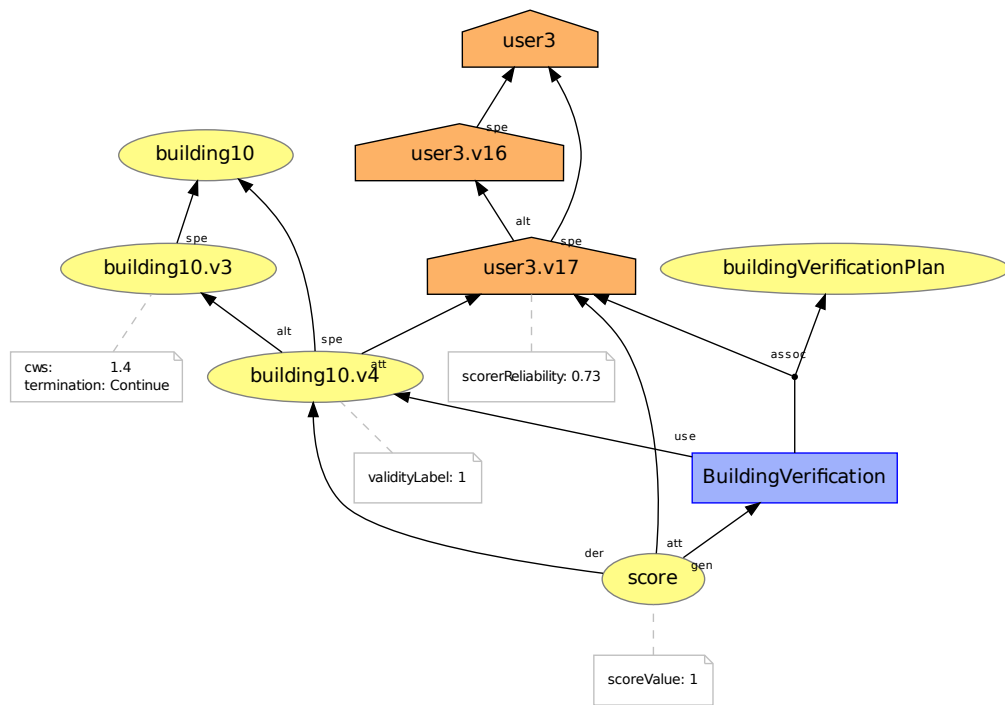 user3
spe
user3.v16
building10
alt
spe
spe
user3.v17
buildingVerificationPlan
building10.v3
alt
spe
assoc
cws: 1.4
termination: Continue
att
building10.v4
scorerReliability: 0.73
use
validityLabel: 1
BuildingVerification
der
att
gen
score
scoreValue: 1